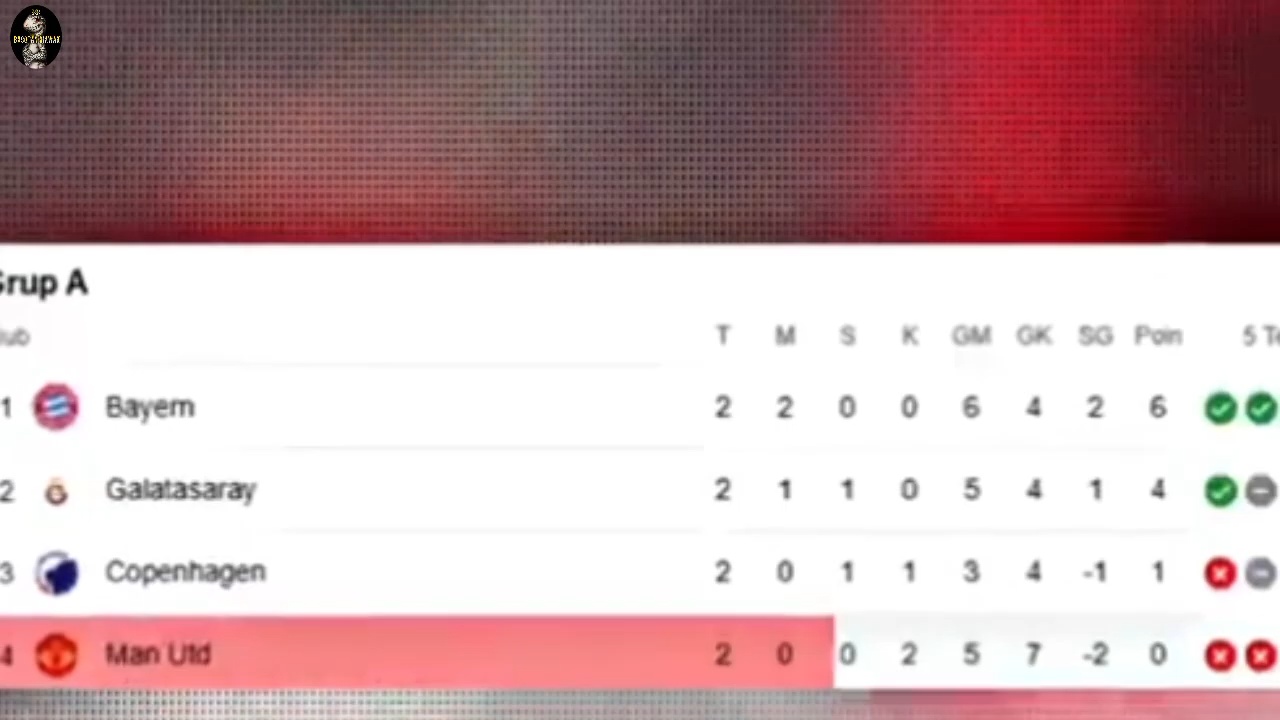 Grup A
T M S K GM GK SG Poin 5 Te
1 Bayern 2 2 0 0 6 4 2 6
2 Galatasaray 2 1 1 0 5 4 1 4
3 Copenhagen 2 0 1 1 3 4 -1 1
4 Man Utd 2 0 0 2 5 7 -2 0